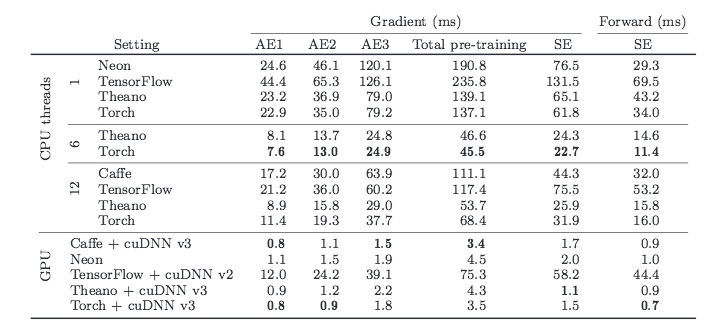 Gradient (ms) Forward (ms)
Setting AE1 AE2 AE3 Total pre-training SE SE
CPU threads
1
Neon 24.6 46.1 120.1 190.8 76.5 29.3
TensorFlow 44.4 65.3 126.1 235.8 131.5 69.5
Theano 23.2 36.9 79.0 139.1 65.1 43.2
Torch 22.9 35.0 79.2 137.1 61.8 34.0
6
Theano 8.1 13.7 24.8 46.6 24.3 14.6
Torch 7.6 13.0 24.9 45.5 22.7 11.4
12
Caffe 17.2 30.0 63.9 111.1 44.3 32.0
TensorFlow 21.2 36.0 60.2 117.4 75.5 53.2
Theano 8.9 15.8 29.0 53.7 25.9 15.8
Torch 11.4 19.3 37.7 68.4 31.9 16.0
GPU
Caffe + cuDNN v3 0.8 1.1 1.5 3.4 1.7 0.9
Neon 1.1 1.5 1.9 4.5 2.0 1.0
TensorFlow + cuDNN v2 12.0 24.2 39.1 75.3 58.2 44.4
Theano + cuDNN v3 0.9 1.2 2.2 4.3 1.1 0.9
Torch + cuDNN v3 0.8 0.9 1.8 3.5 1.5 0.7